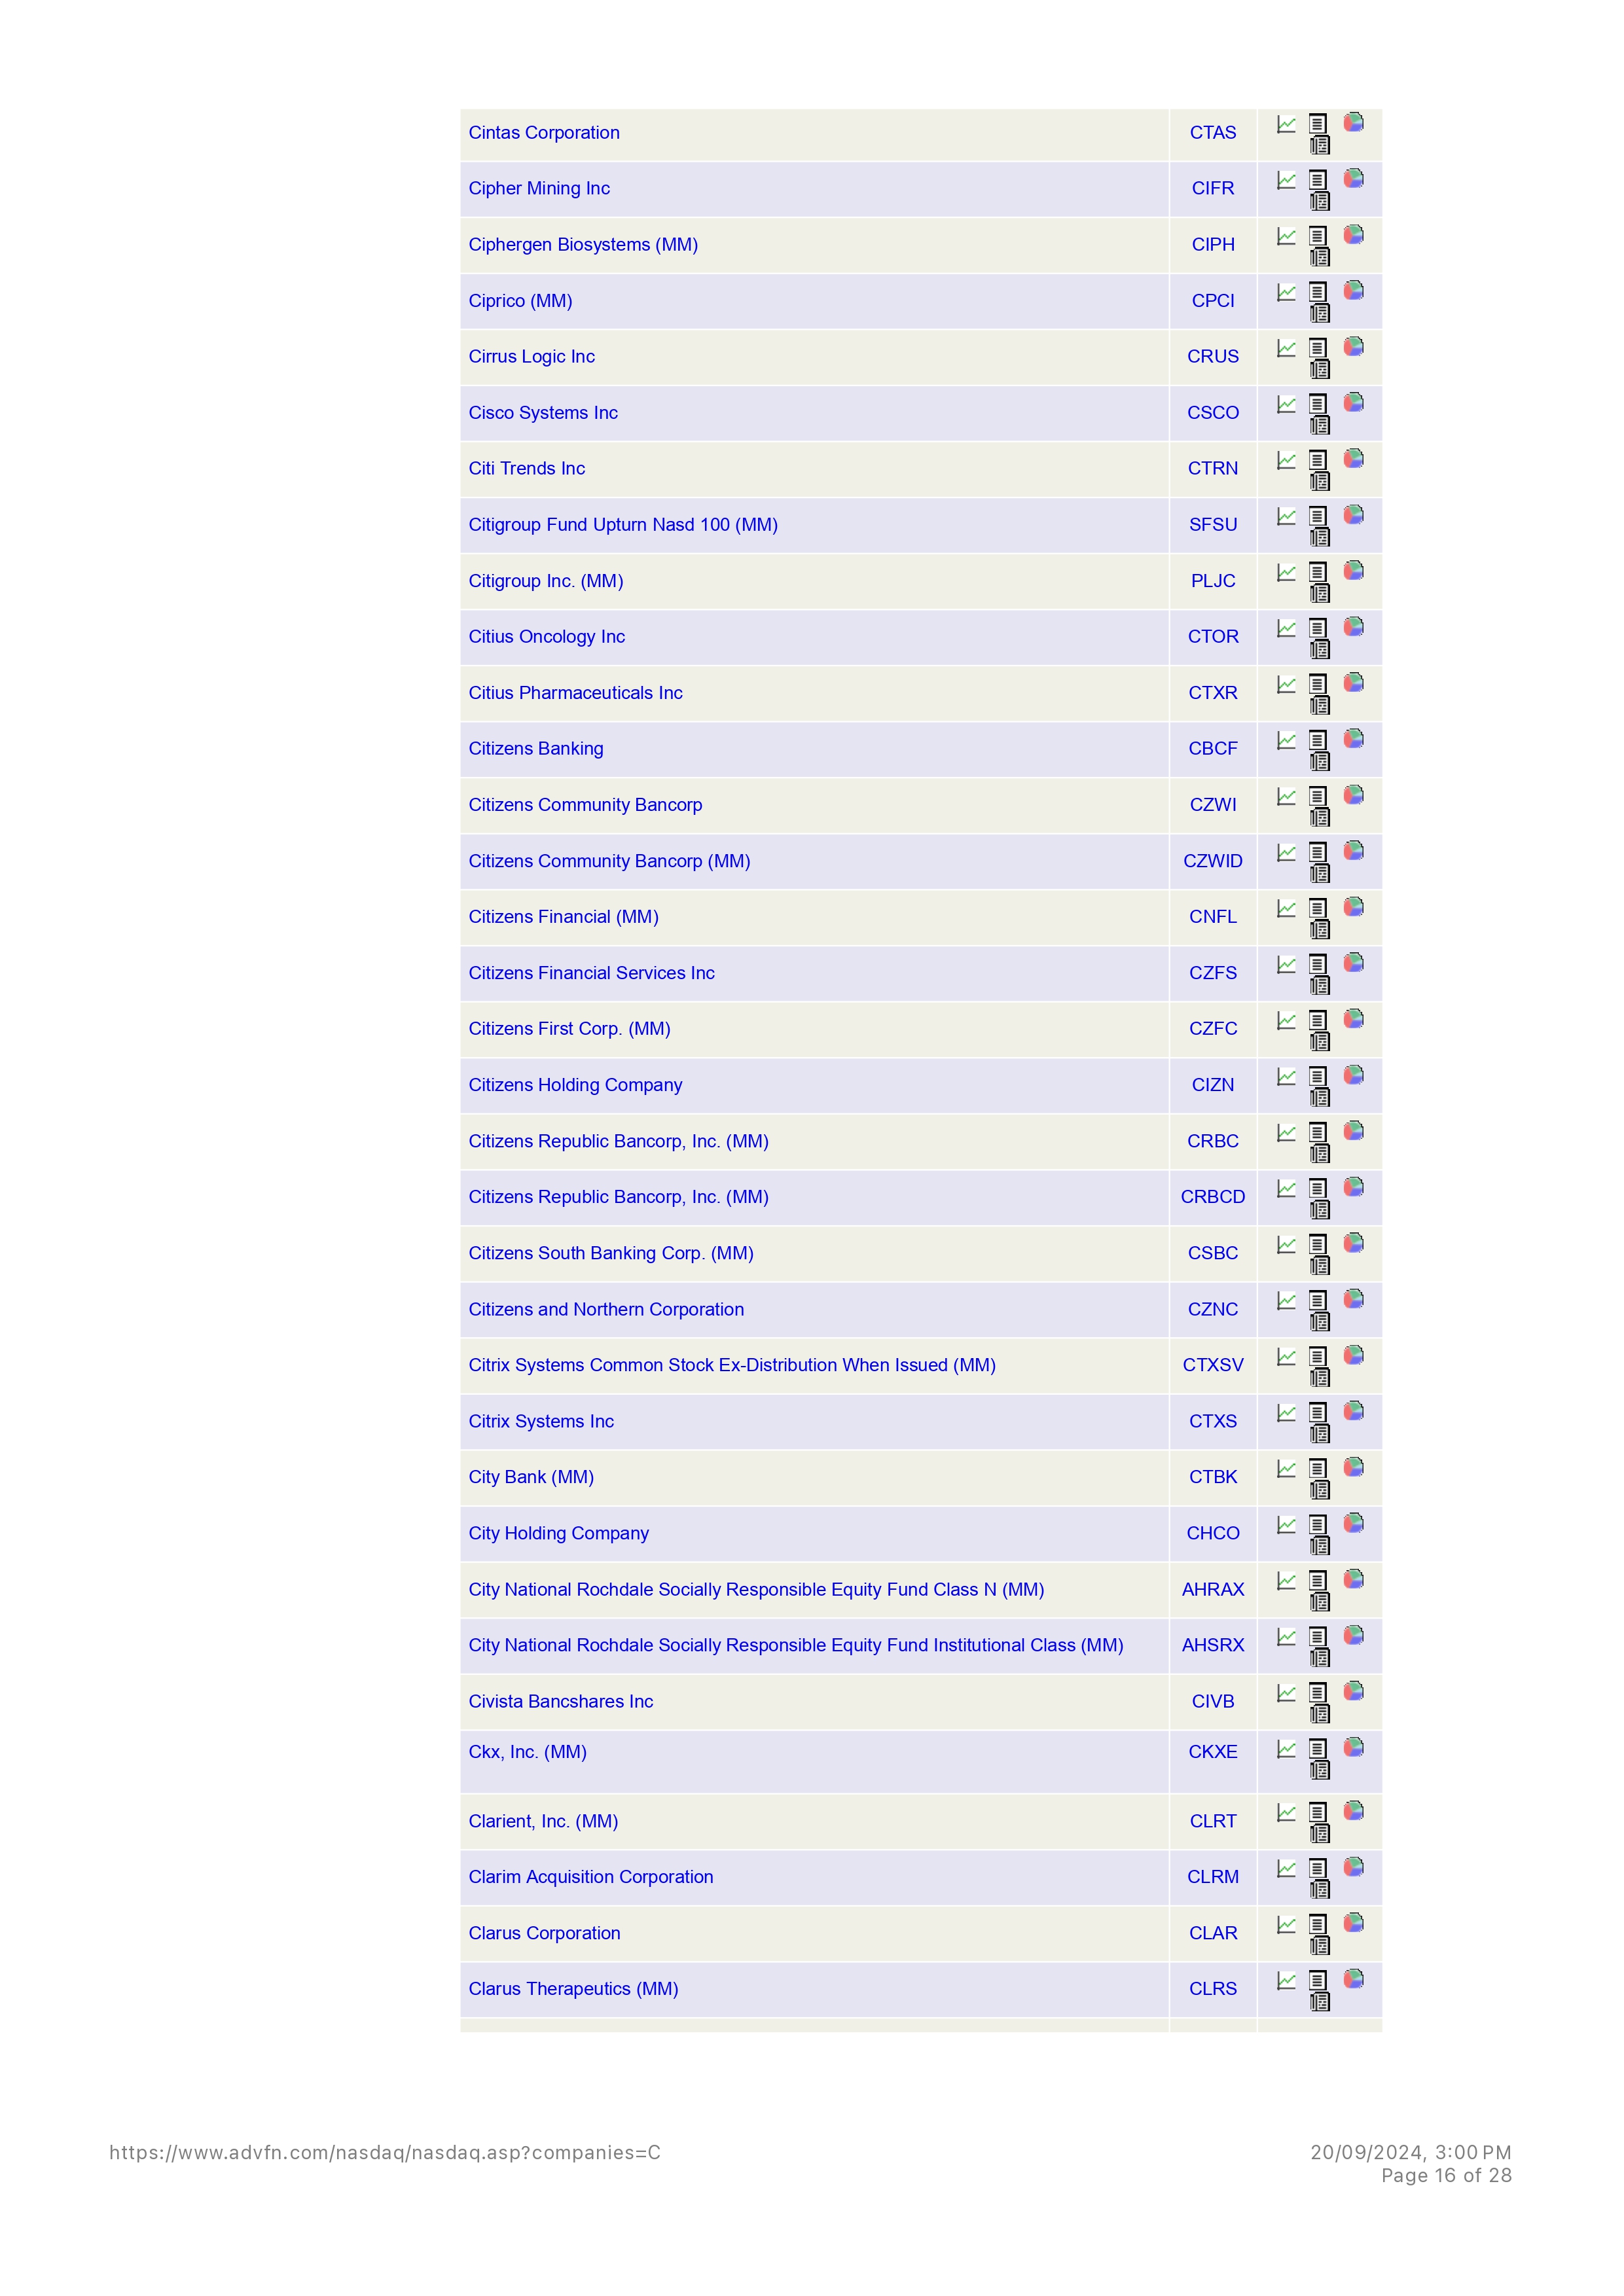 Cintas Corporation CTAS
Cipher Mining Inc CIFR
Ciphergen Biosystems (MM) CIPH
Ciprico (MM) CPCI
Cirrus Logic Inc CRUS
Cisco Systems Inc CSCO
Citi Trends Inc CTRN
Citigroup Fund Upturn Nasd 100 (MM) SFSU
Citigroup Inc. (MM) PLJC
Citius Oncology Inc CTOR
Citius Pharmaceuticals Inc CTXR
Citizens Banking CBCF
Citizens Community Bancorp CZWI
Citizens Community Bancorp (MM) CZWID
Citizens Financial (MM) CNFL
Citizens Financial Services Inc CZFS
Citizens First Corp. (MM) CZFC
Citizens Holding Company CIZN
Citizens Republic Bancorp, Inc. (MM) CRBC
Citizens Republic Bancorp, Inc. (MM) CRBCD
Citizens South Banking Corp. (MM) CSBC
Citizens and Northern Corporation CZNC
Citrix Systems Common Stock Ex-Distribution When Issued (MM) CTXSV
Citrix Systems Inc CTXS
City Bank (MM) CTBK
City Holding Company CHCO
City National Rochdale Socially Responsible Equity Fund Class N (MM) AHRAX
City National Rochdale Socially Responsible Equity Fund Institutional Class (MM) AHSRX
Civista Bancshares Inc CIVB
Ckx, Inc. (MM) CKXE
Clarient, Inc. (MM) CLRT
Clarim Acquisition Corporation CLRM
Clarus Corporation CLAR
Clarus Therapeutics (MM) CLRS
https://www.advfn.com/nasdaq/nasdaq.asp?companies=C 20/09/2024, 3:00 PM
Page 16 of 28